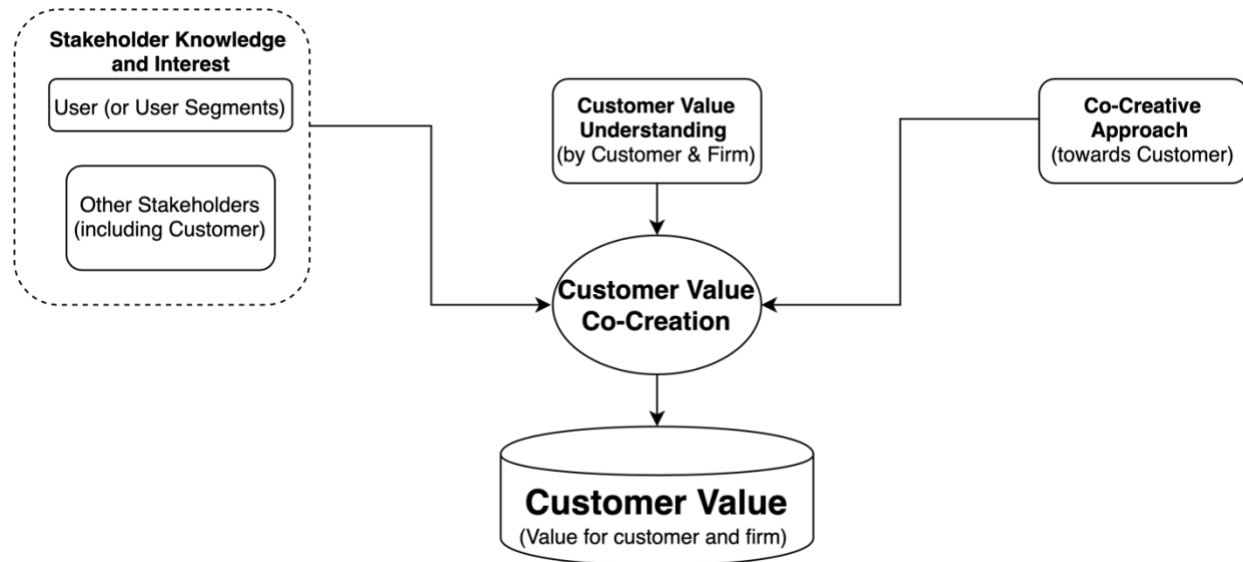 Stakeholder Knowledge
and Interest
User (or User Segments)
Other Stakeholders
(including Customer)
Customer Value
Understanding
(by Customer & Firm)
Co-Creative
Approach
(towards Customer)
Customer Value
Co-Creation
Customer Value
(Value for customer and firm)